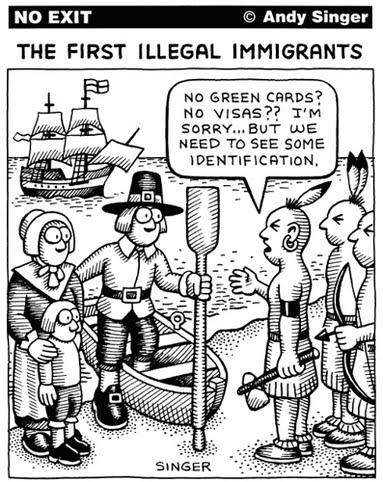 NO EXIT © Andy Singer
THE FIRST ILLEGAL IMMIGRANTS
NO GREEN CARDS?
NO VISAS?? I'M
SORRY...BUT WE
NEED TO SEE SOME
IDENTIFICATION.
SINGER